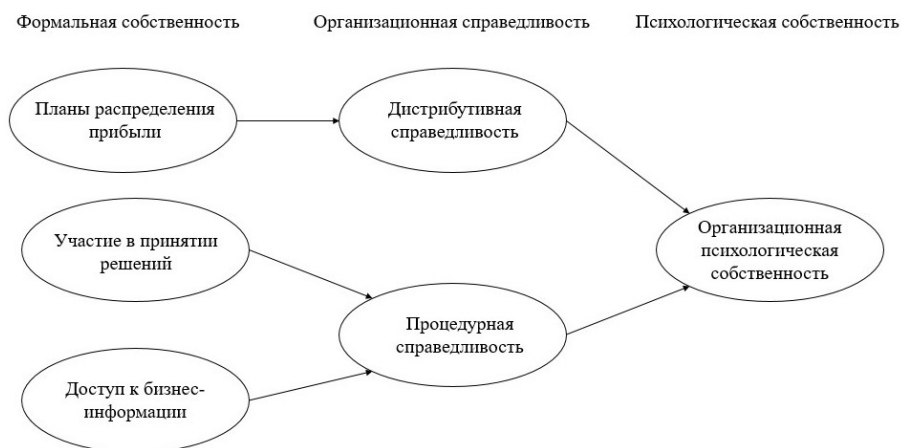 Формальная собственность
Организационная справедливость
Психологическая собственность
Планы распределения
прибыли
Дистрибутивная
справедливость
Участие в принятии
решений
Организационная
психологическая
собственность
Процедурная
справедливость
Доступ к бизнес-
информации